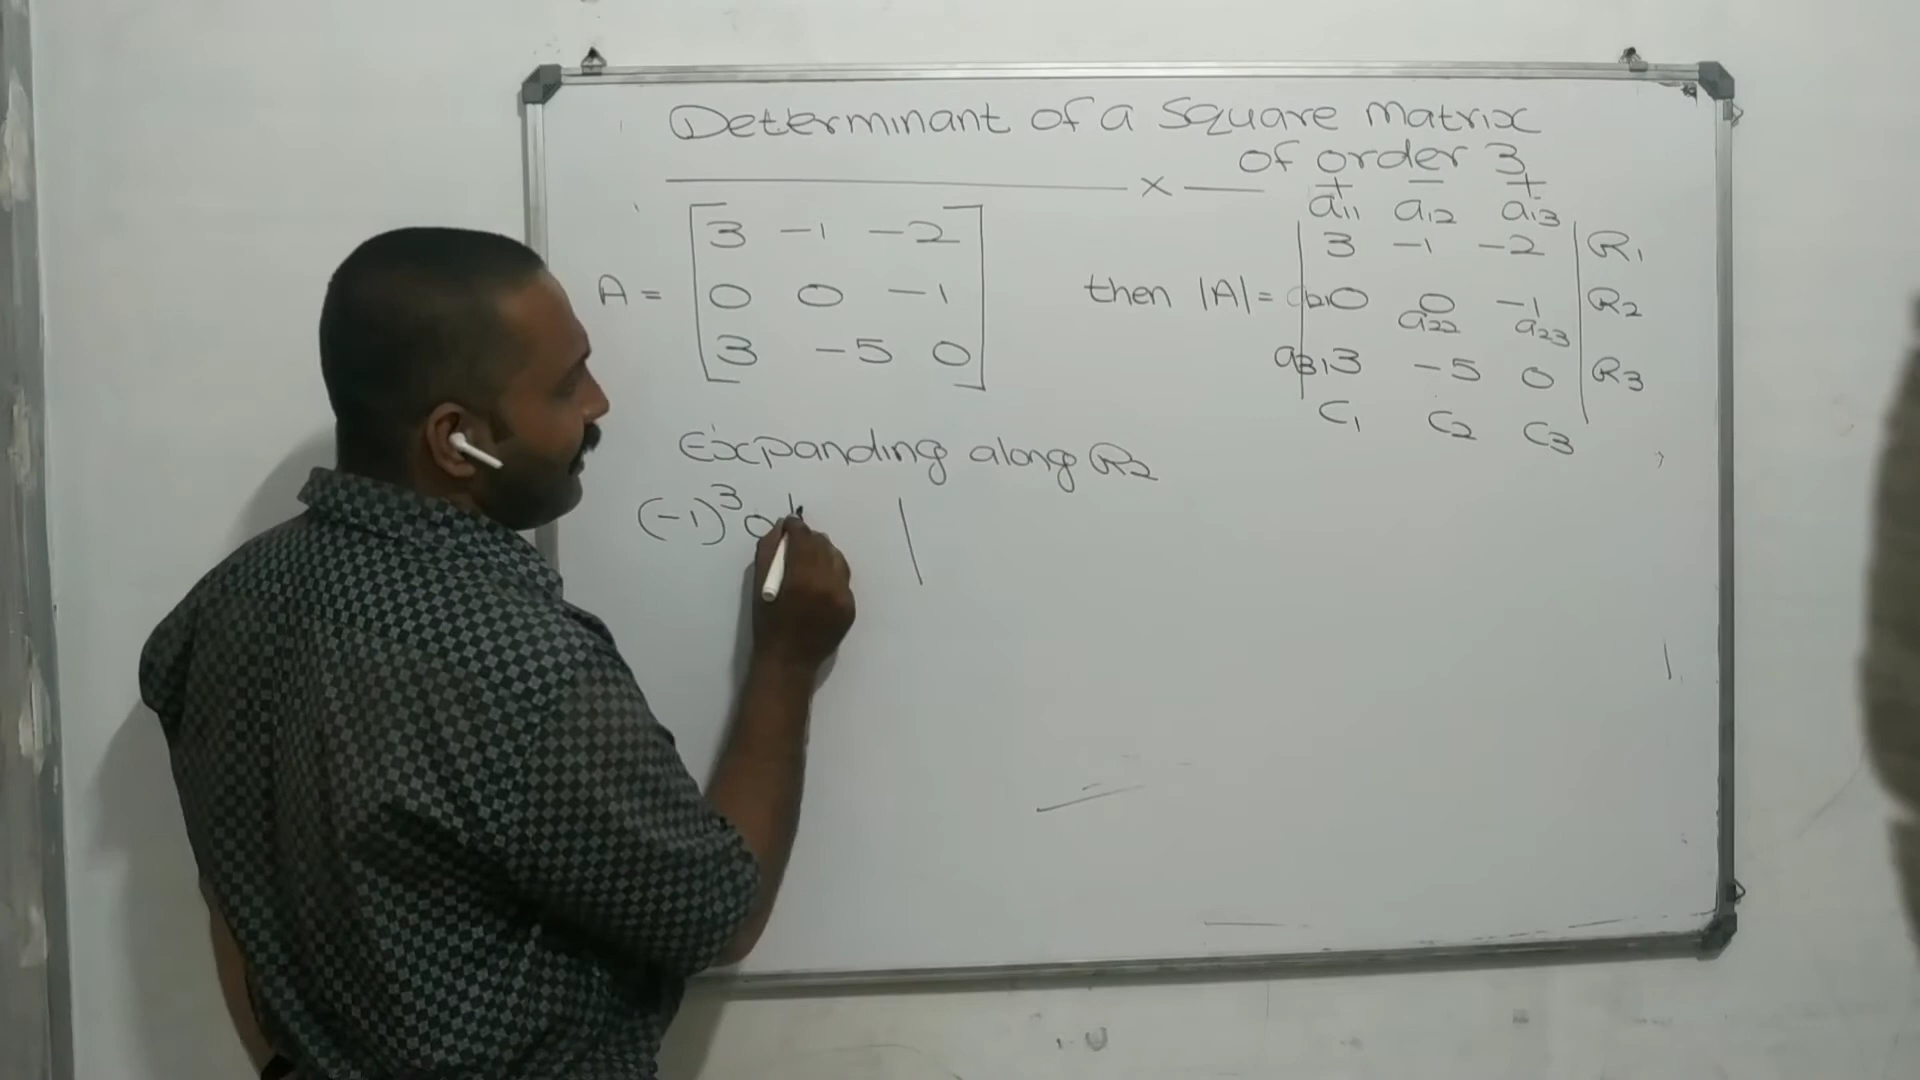 Determinant of a square matrix
of order 3
+ − +
a11 a12 a13
A = [ 3 -1 -2
0 0 -1
3 -5 0 ]
then |A| = | 3 -1 -2 | R1
a21 0 0 -1 R2
a22 a23
a31 3 -5 0 R3
C1 C2 C3
Expanding along R2
(-1)^3 |